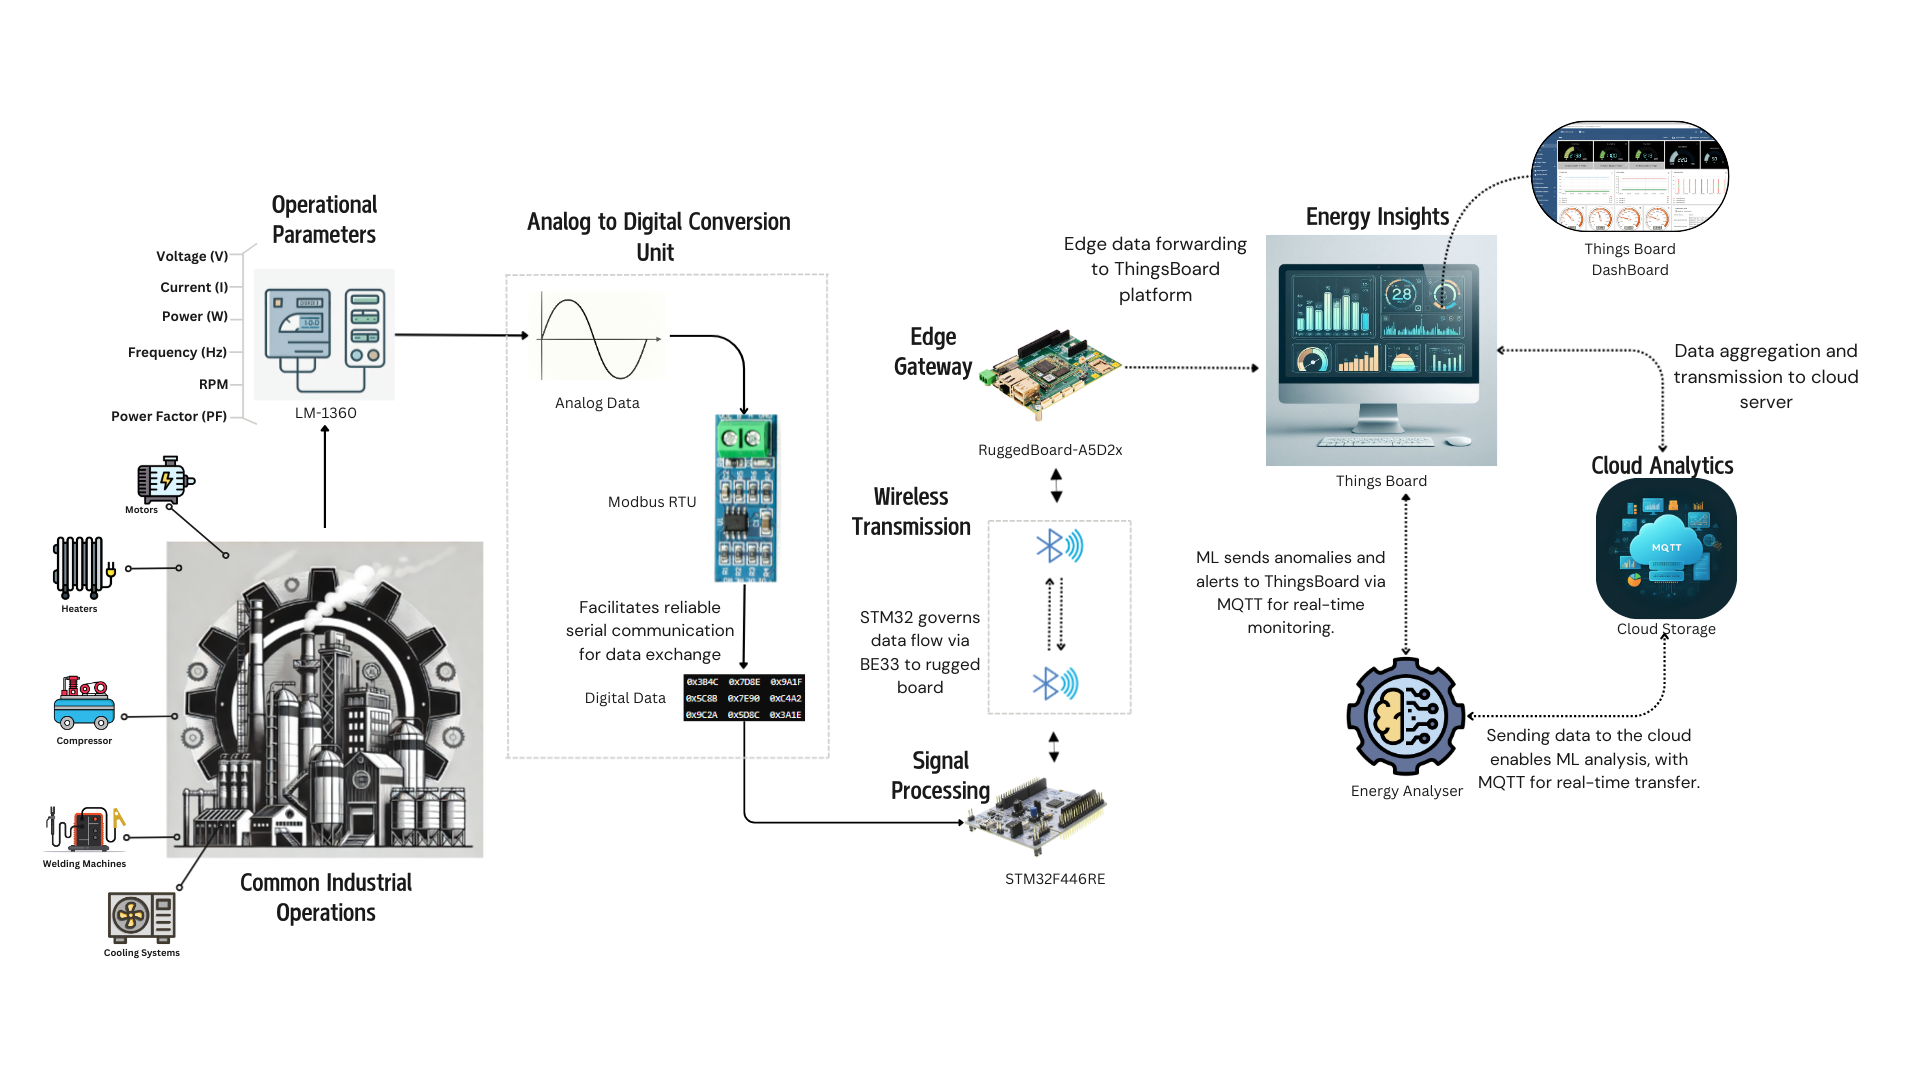 Operational
Parameters
Voltage (V)
Current (I)
Power (W)
Frequency (Hz)
RPM
Power Factor (PF)
LM-1360
Motors
Heaters
Compressor
Welding Machines
Cooling Systems
Common Industrial
Operations
Analog to Digital Conversion
Unit
Analog Data
Modbus RTU
Facilitates reliable
serial communication
for data exchange
Digital Data
0x3B4C 0x7D8E 0x9A1F
0x5C8B 0x7E90 0xC4A2
0x9C2A 0x5D8C 0x3A1E
Edge
Gateway
RuggedBoard-A5D2x
Wireless
Transmission
STM32 governs
data flow via
BE33 to rugged
board
Signal
Processing
STM32F446RE
Edge data forwarding
to ThingsBoard
platform
Energy Insights
28
Things Board
Things Board
DashBoard
Data aggregation and
transmission to cloud
server
Cloud Analytics
MQTT
Cloud Storage
ML sends anomalies and
alerts to ThingsBoard via
MQTT for real-time
monitoring.
Energy Analyser
Sending data to the cloud
enables ML analysis, with
MQTT for real-time transfer.